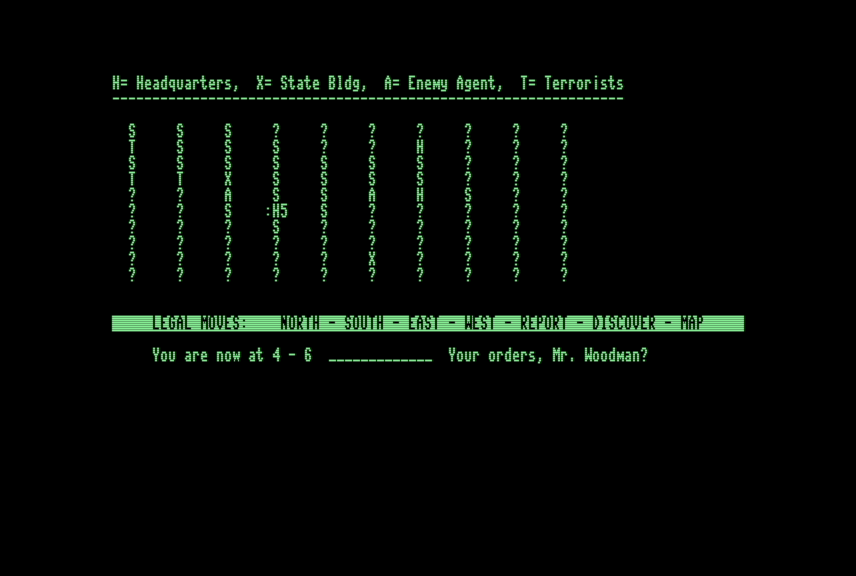 H= Headquarters,  X= State Bldg,  A= Enemy Agent,  T= Terrorists
----------------------------------------------------------------
S     S     S     ?     ?     ?     ?     ?     ?     ?
T     S     S     S     ?     ?     H     ?     ?     ?
S     S     S     S     S     S     S     ?     ?     ?
T     T     X     S     S     S     S     ?     ?     ?
?     ?     A     S     S     A     H     S     ?     ?
?     ?     S    :H5    S     ?     ?     ?     ?     ?
?     ?     ?     S     ?     ?     ?     ?     ?     ?
?     ?     ?     ?     ?     ?     ?     ?     ?     ?
?     ?     ?     ?     ?     X     ?     ?     ?     ?
?     ?     ?     ?     ?     ?     ?     ?     ?     ?
LEGAL MOVES:    NORTH - SOUTH - EAST - WEST - REPORT - DISCOVER - MAP
You are now at 4 - 6  _____________  Your orders, Mr. Woodman?